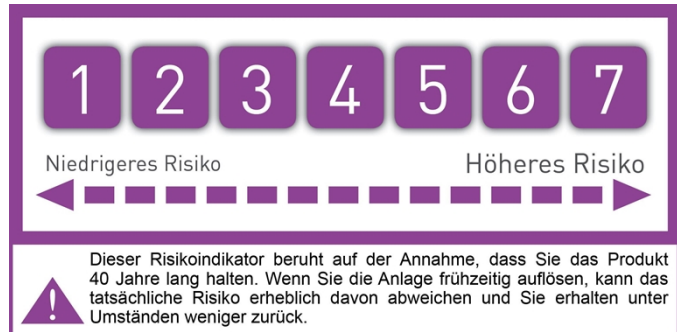 1 2 3 4 5 6 7
Niedrigeres Risiko Höheres Risiko
Dieser Risikoindikator beruht auf der Annahme, dass Sie das Produkt
40 Jahre lang halten. Wenn Sie die Anlage frühzeitig auflösen, kann das
tatsächliche Risiko erheblich davon abweichen und Sie erhalten unter
Umständen weniger zurück.